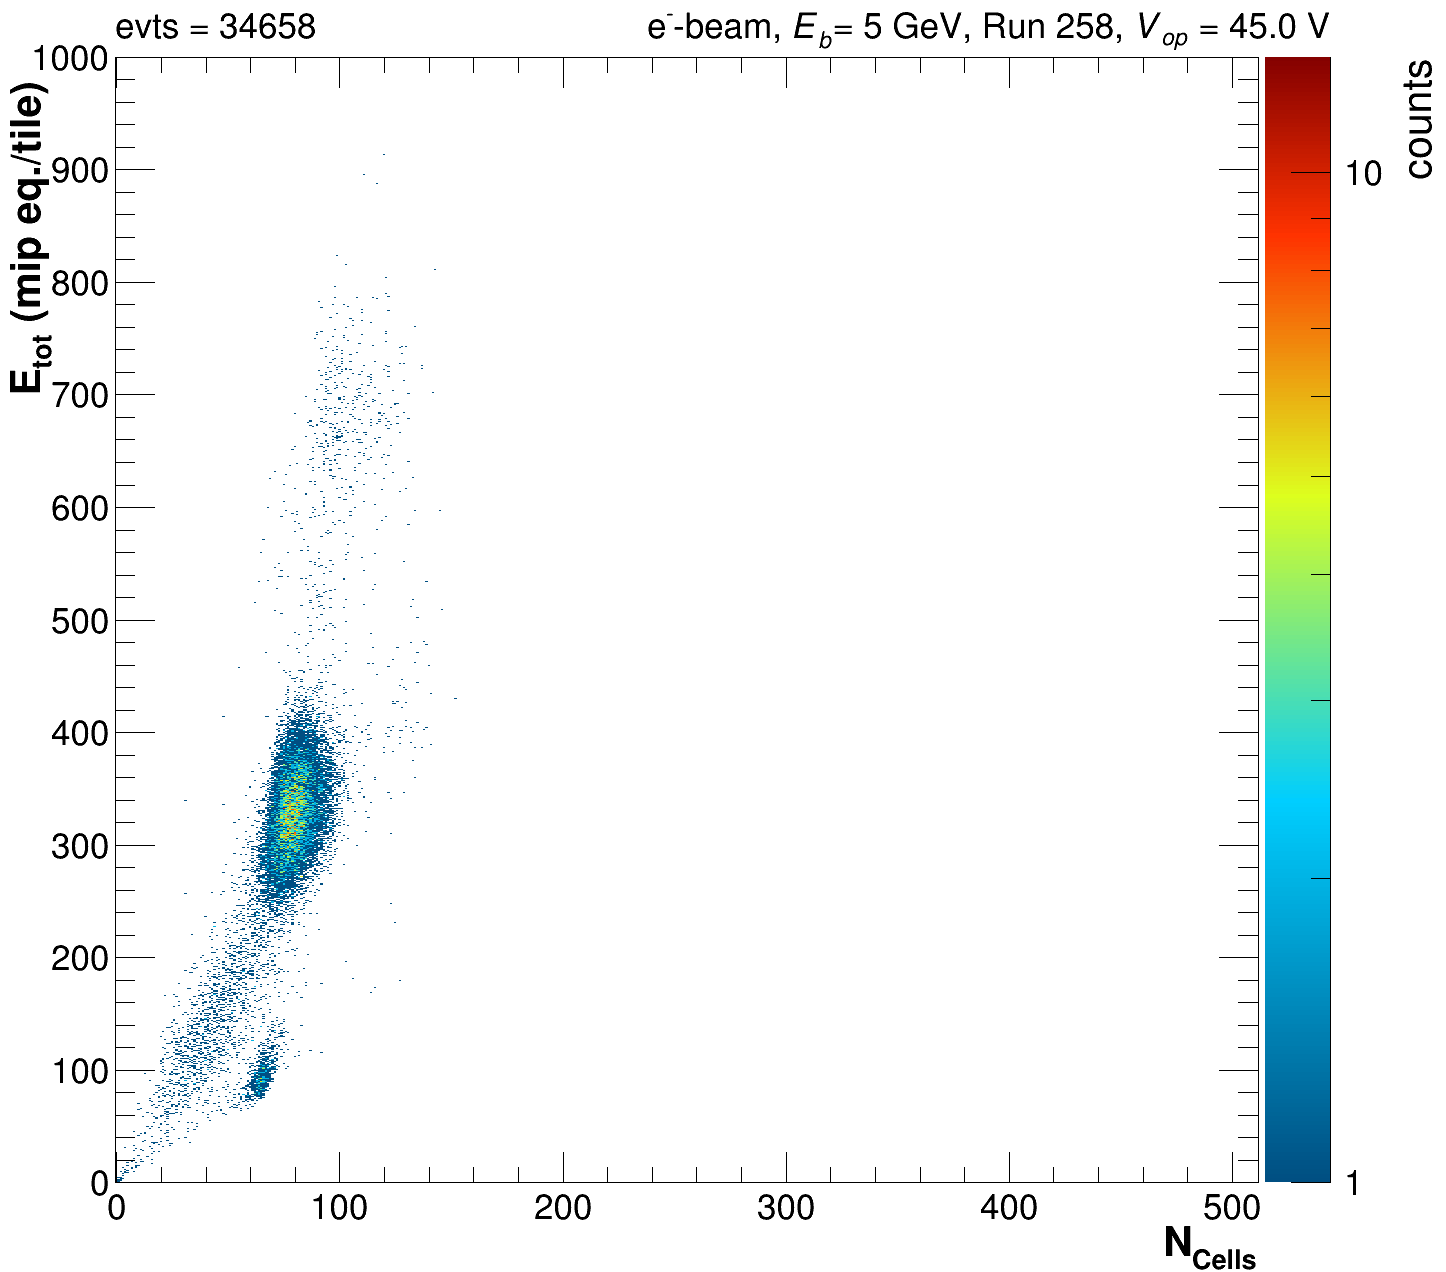 evts = 34658
e⁻-beam, E_b= 5 GeV, Run 258, V_op = 45.0 V
E_tot (mip eq./tile)
1000
900
800
700
600
500
400
300
200
100
0
0 100 200 300 400 500
N_Cells
counts
10
1